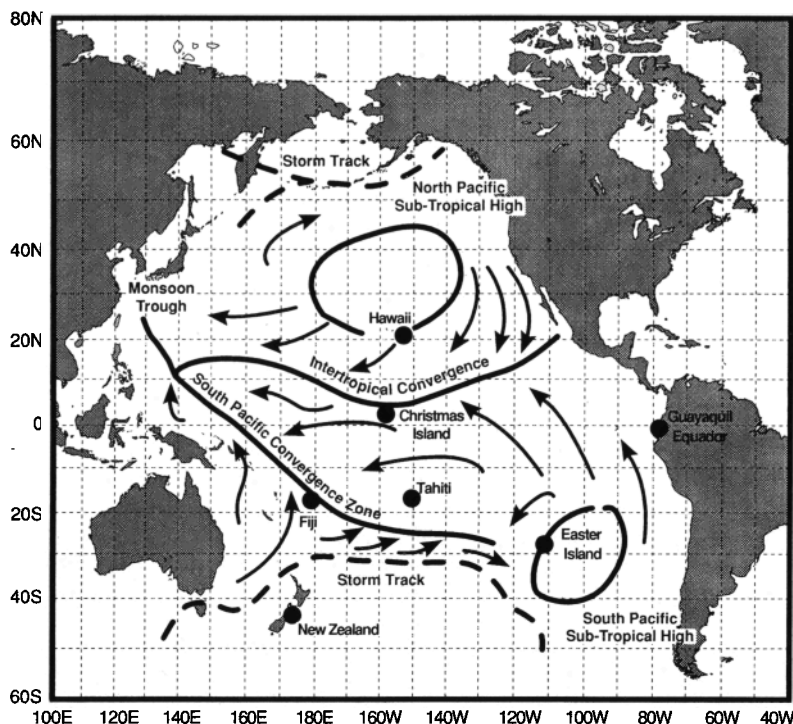 80N
60N
40N
20N
0
20S
40S
60S
Storm Track
North Pacific
Sub-Tropical High
Monsoon
Trough
Hawaii
Intertropical Convergence
South Pacific Convergence Zone
Christmas
Island
Guayaquil
Equador
Tahiti
Fiji
Easter
Island
Storm Track
New Zealand
South Pacific
Sub-Tropical High
100E 120E 140E 160E 180 160W 140W 120W 100W 80W 60W 40W